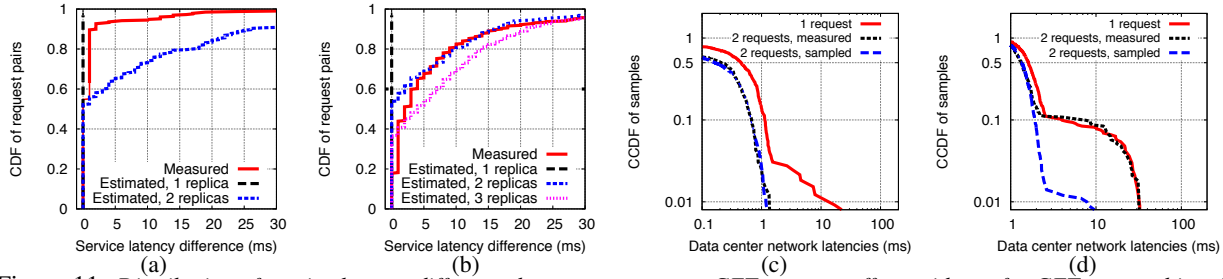 CDF of request pairs
1
0.8
0.6
0.4
0.2
0
0 5 10 15 20 25 30
Service latency difference (ms)
Measured
Estimated, 1 replica
Estimated, 2 replicas
(a)
CDF of request pairs
1
0.8
0.6
0.4
0.2
0
0 5 10 15 20 25 30
Service latency difference (ms)
Measured
Estimated, 1 replica
Estimated, 2 replicas
Estimated, 3 replicas
(b)
CCDF of samples
1
0.5
0.1
0.01
0.1 1 10 100
Data center network latencies (ms)
1 request
2 requests, measured
2 requests, sampled
(c)
CCDF of samples
1
0.5
0.1
0.01
1 10 100
Data center network latencies (ms)
1 request
2 requests, measured
2 requests, sampled
(d)